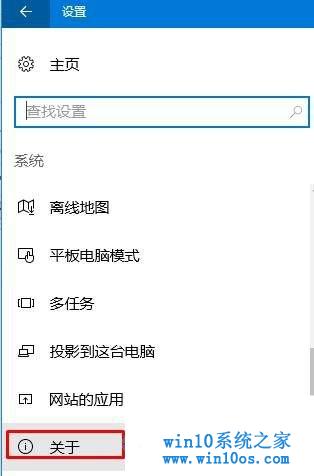 设置
主页
查找设置
系统
离线地图
平板电脑模式
多任务
投影到这台电脑
网站的应用
关于
win10系统之家
www.win10os.com